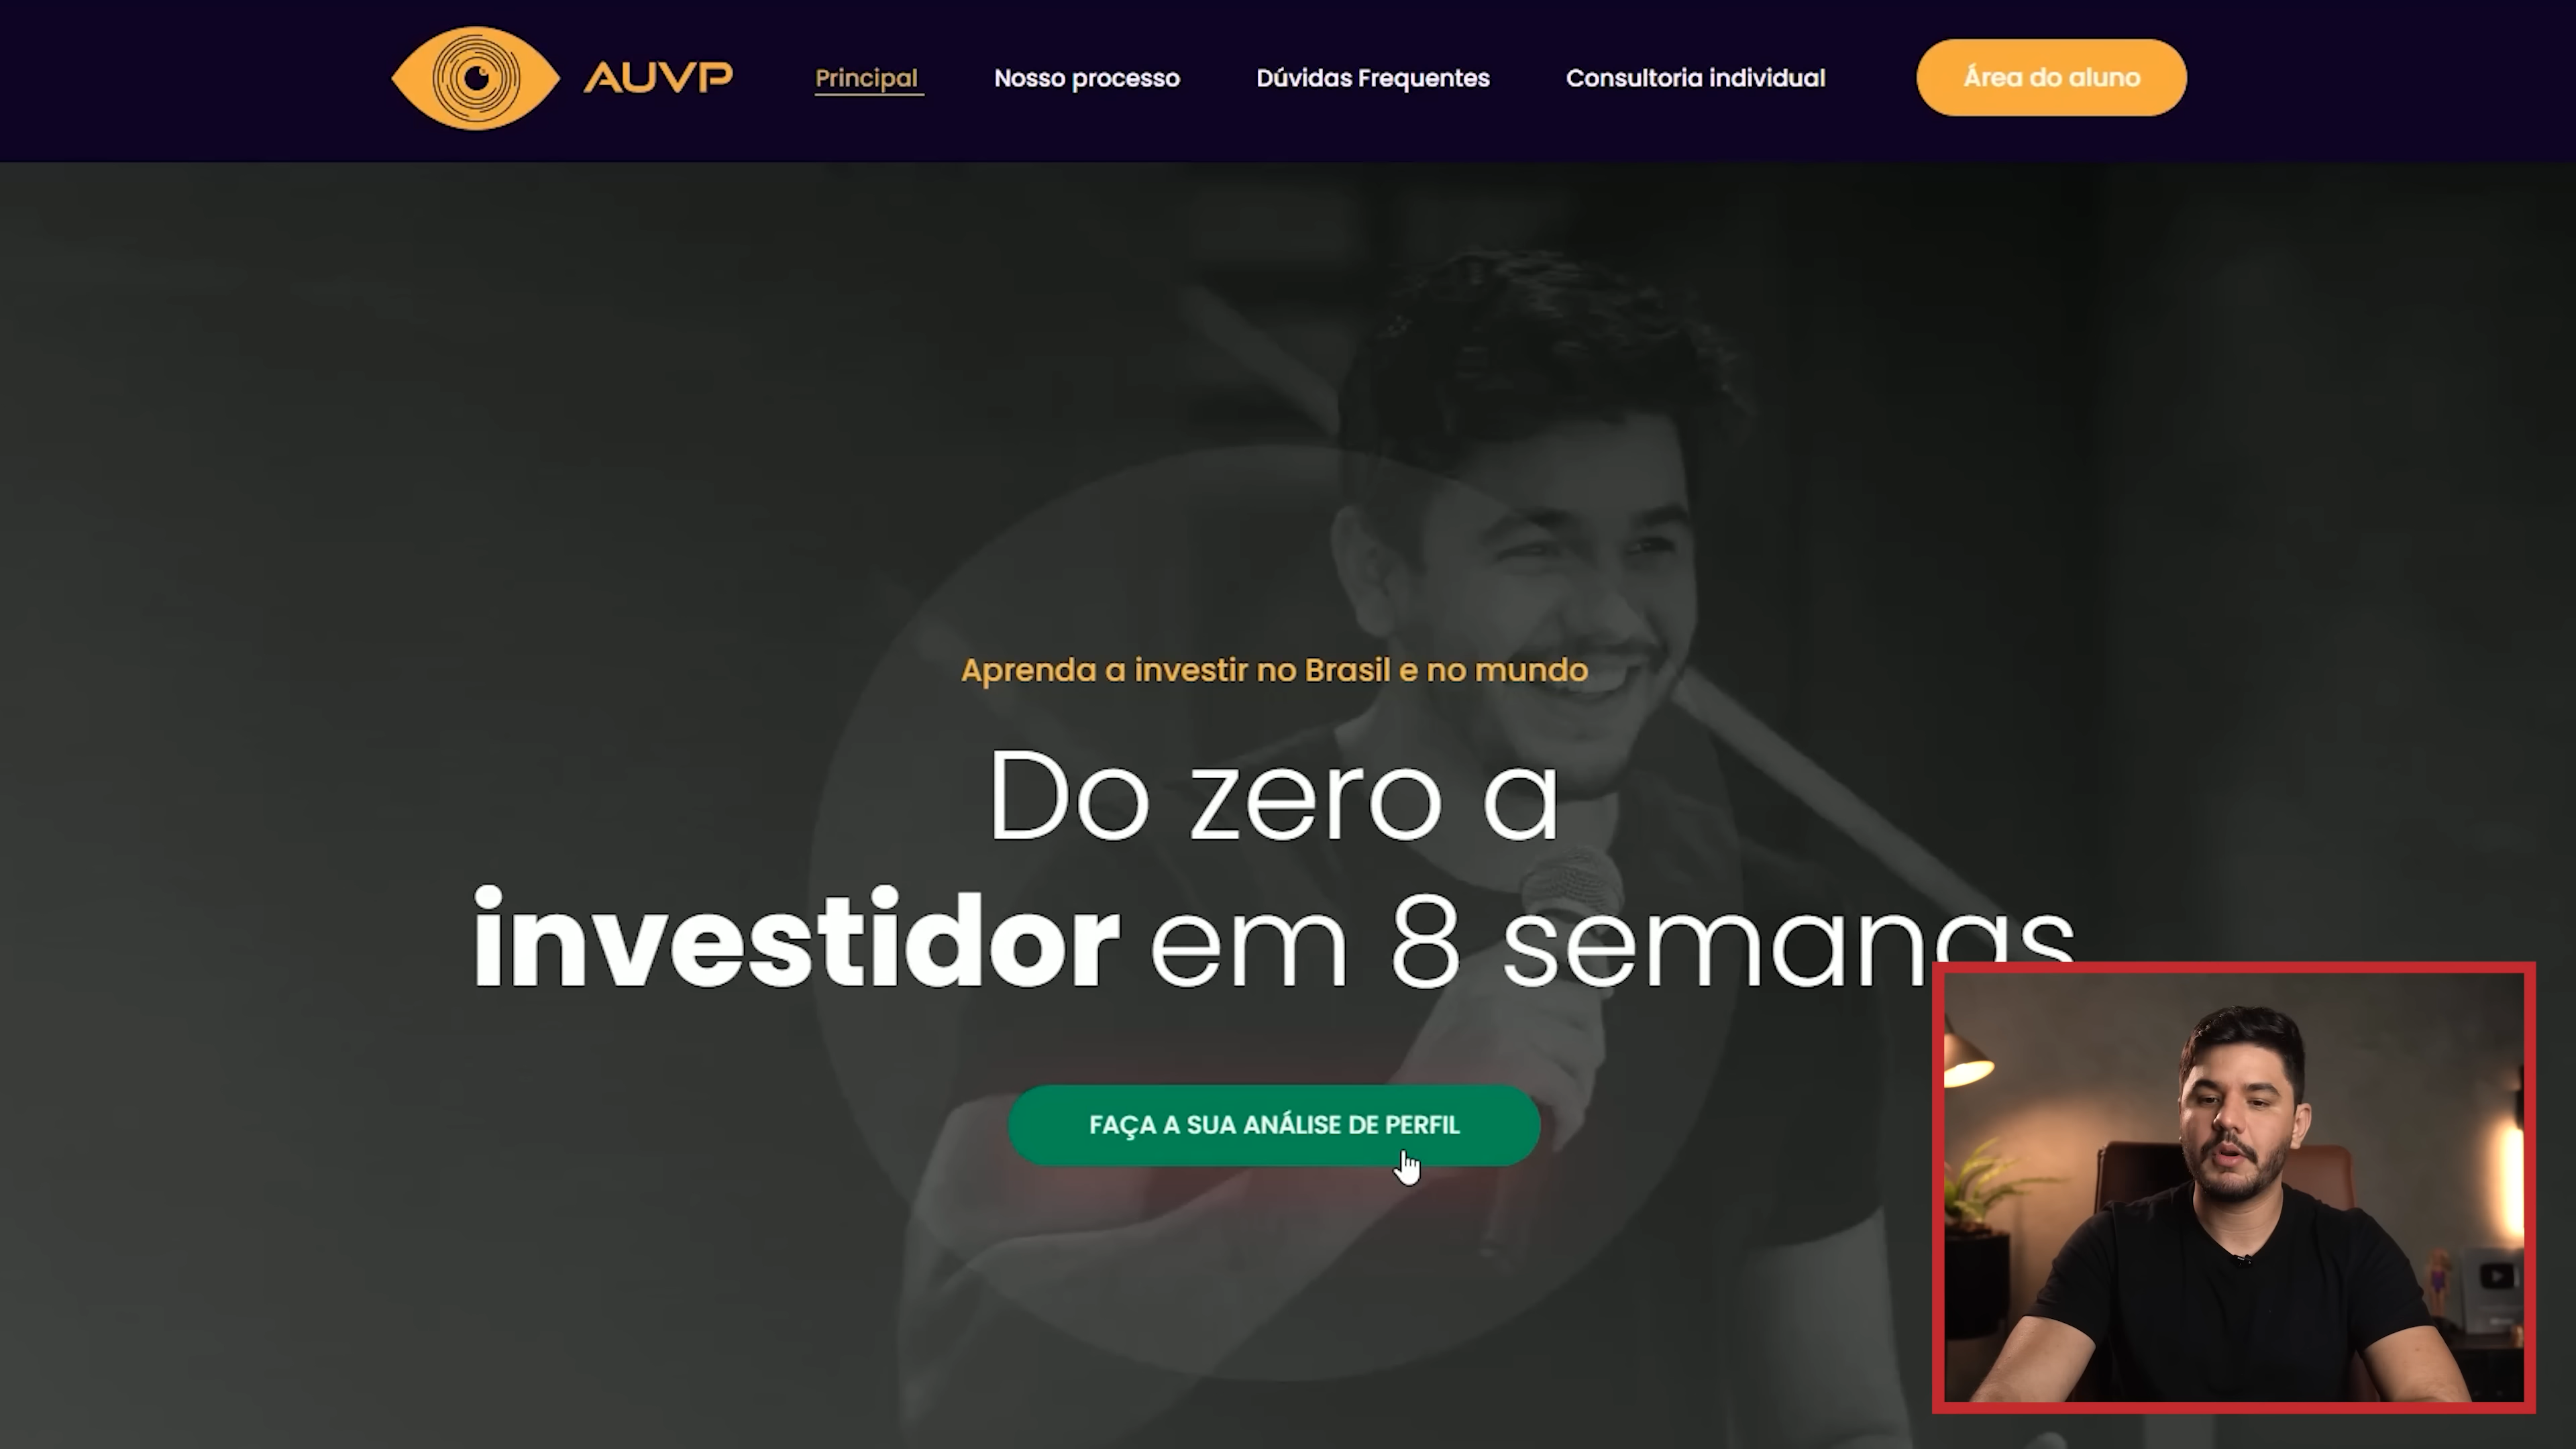 AUVP
Principal
Nosso processo
Dúvidas Frequentes
Consultoria individual
Área do aluno
Aprenda a investir no Brasil e no mundo
Do zero a
investidor em 8 semanas
FAÇA A SUA ANÁLISE DE PERFIL